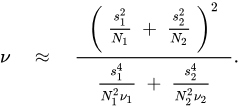 ν ≈ ( s₁²/N₁ + s₂²/N₂ )² / ( s₁⁴/(N₁²ν₁) + s₂⁴/(N₂²ν₂) ).